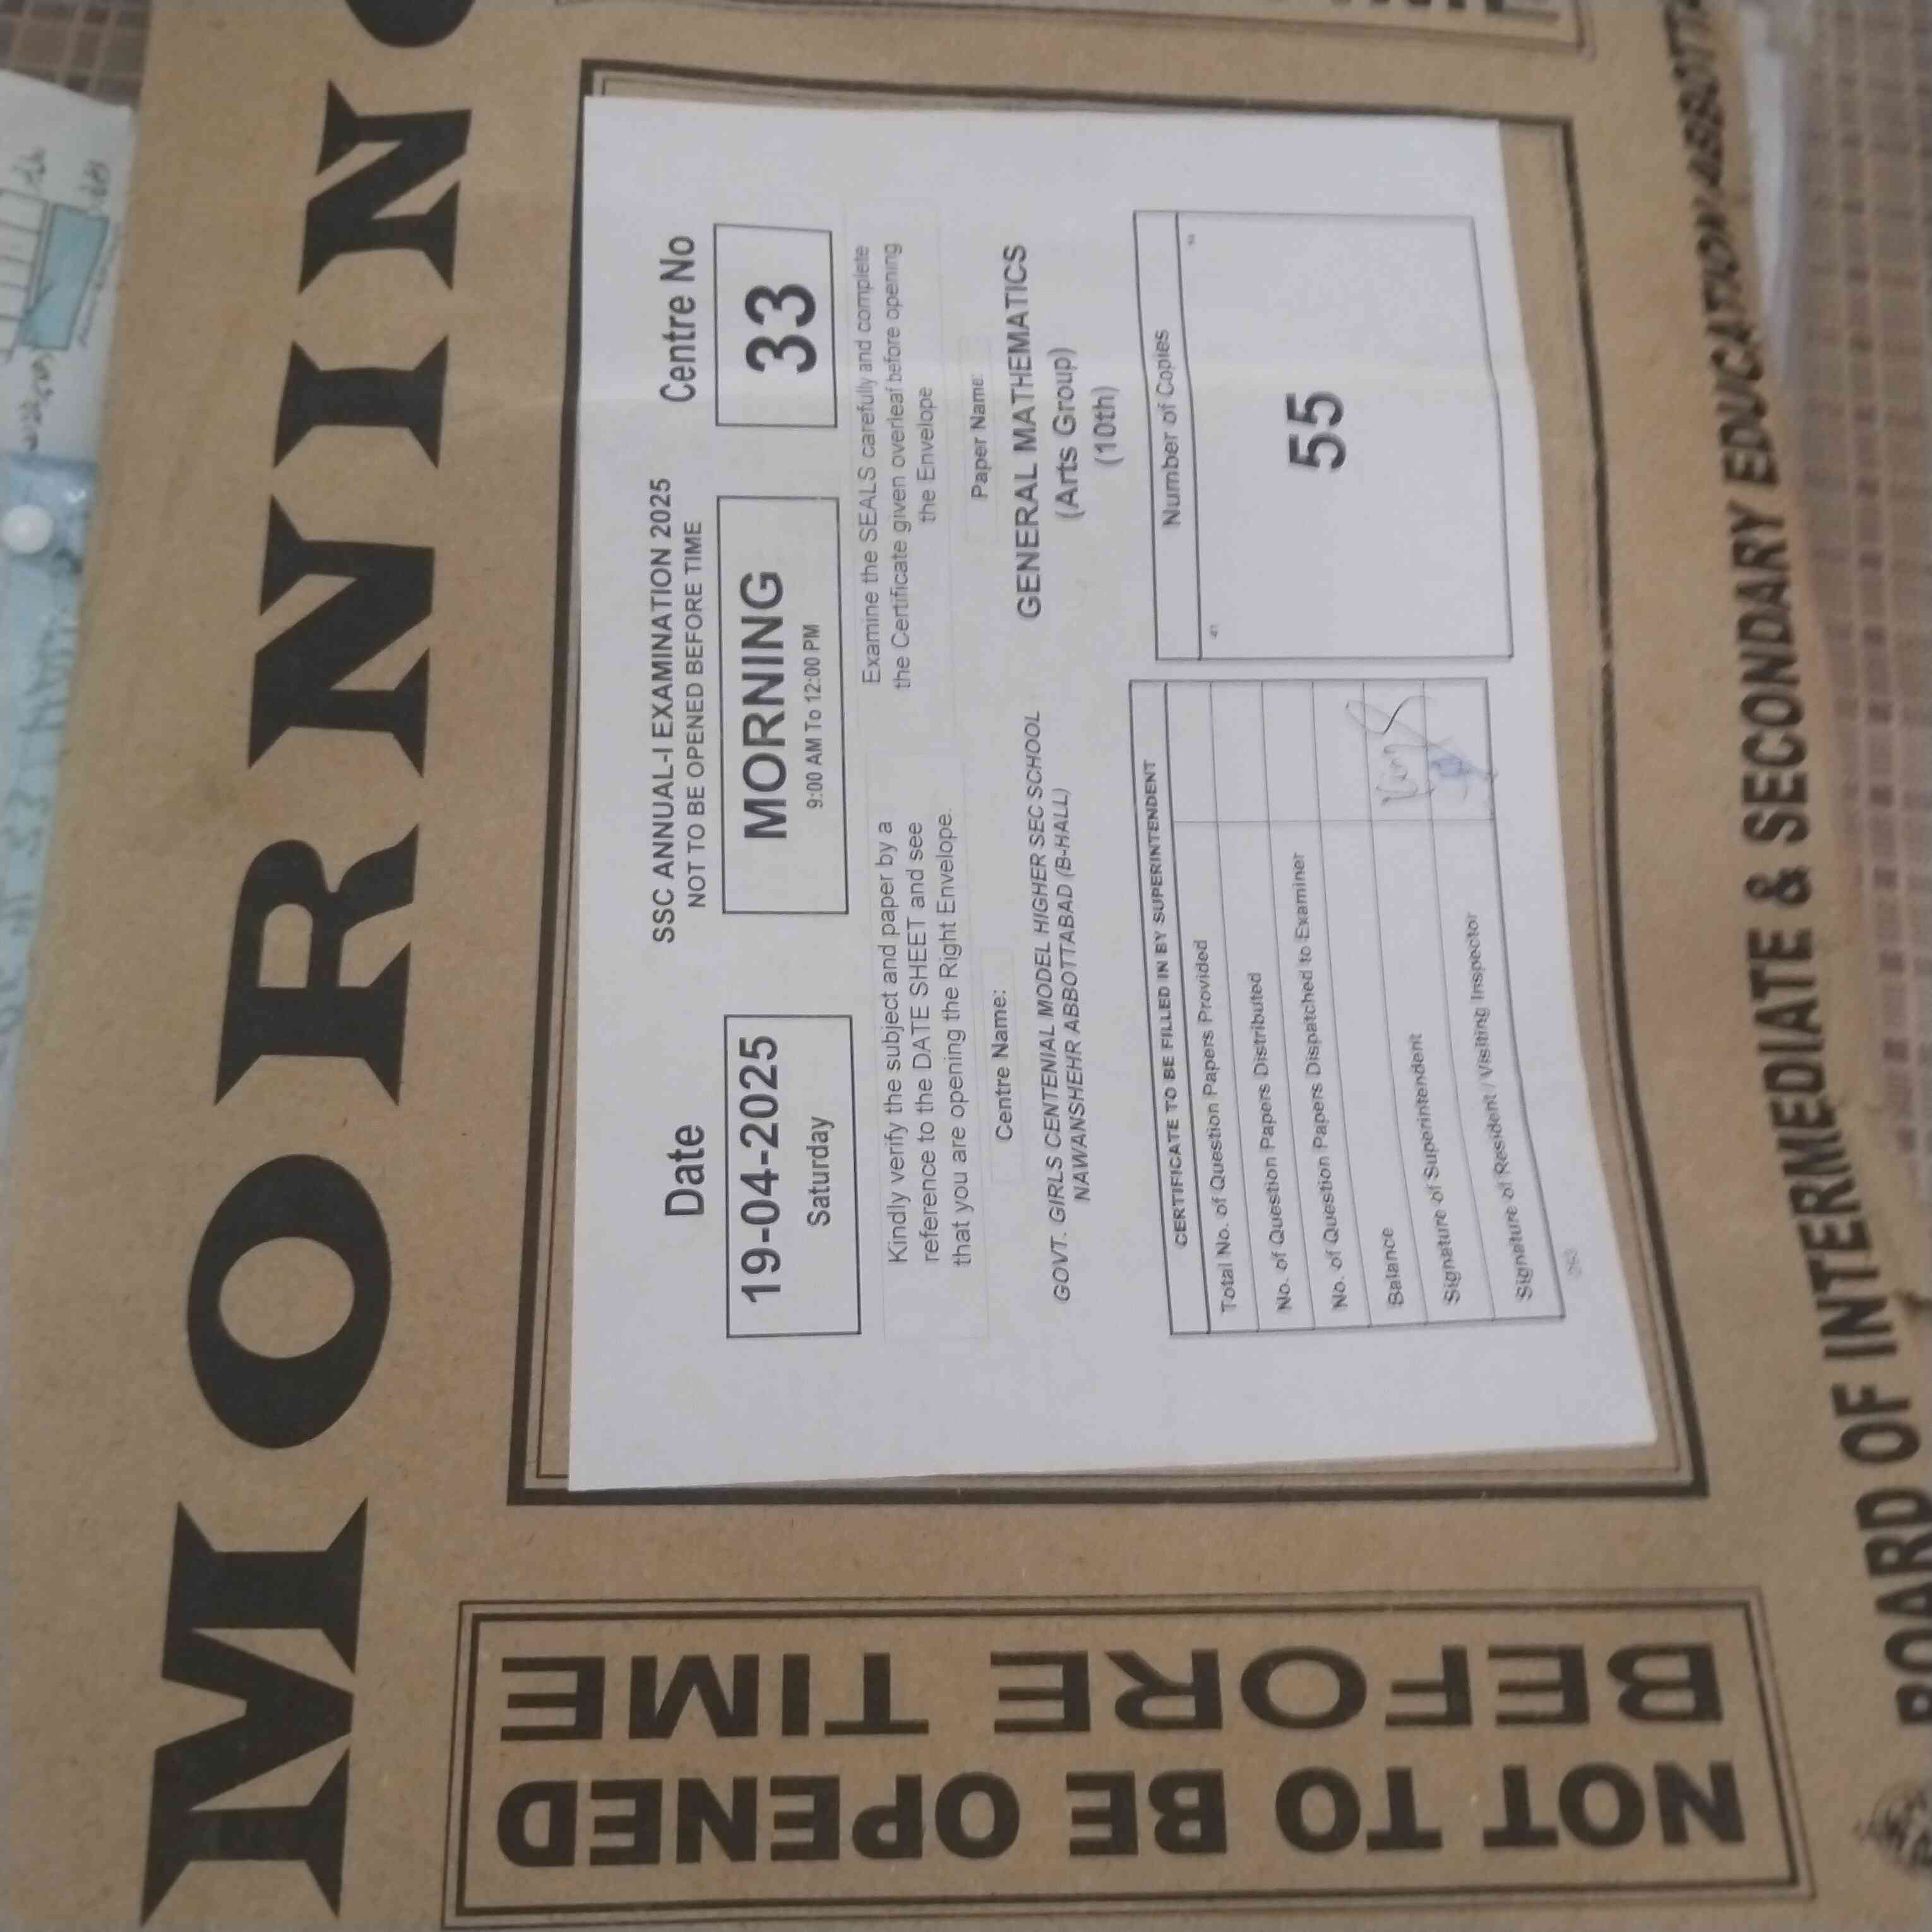 MORNIN
SSC ANNUAL-I EXAMINATION 2025
NOT TO BE OPENED BEFORE TIME
Date
Centre No
19-04-2025
Saturday
MORNING
9:00 AM To 12:00 PM
33
Kindly verify the subject and paper by a
reference to the DATE SHEET and see
that you are opening the Right Envelope.
Examine the SEALS carefully and complete
the Certificate given overleaf before opening
the Envelope
Centre Name:
GOVT. GIRLS CENTENIAL MODEL HIGHER SEC SCHOOL
NAWANSHEHR ABBOTTABAD (B-HALL)
Paper Name:
GENERAL MATHEMATICS
(Arts Group)
(10th)
CERTIFICATE TO BE FILLED IN BY SUPERINTENDENT
Total No. of Question Papers Provided
No. of Question Papers Distributed
No. of Question Papers Dispatched to Examiner
Balance
Signature of Superintendent
Signature of Resident / Visiting Inspector
Number of Copies
55
NOT TO BE OPENED
BEFORE TIME
BOARD OF INTERMEDIATE & SECONDARY EDUCATION